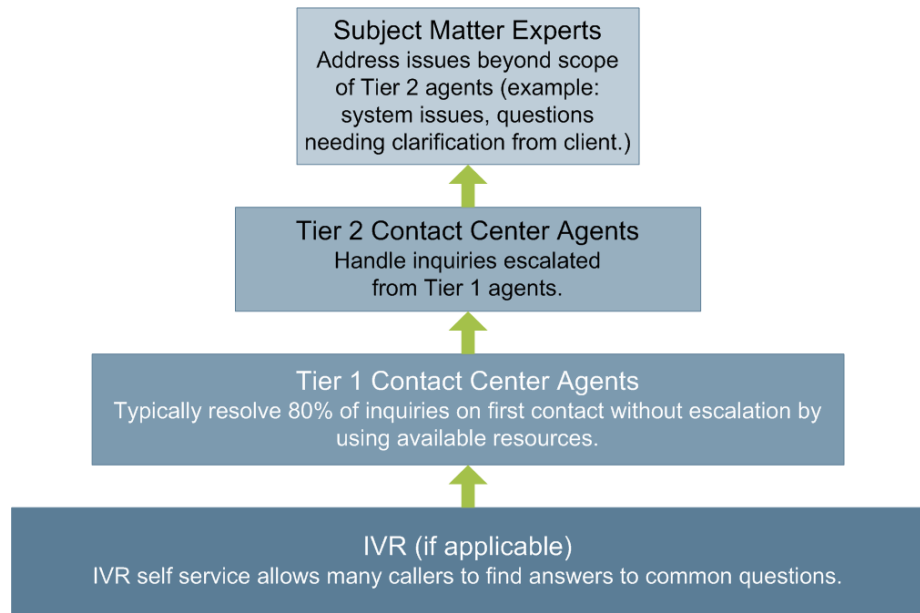 Subject Matter Experts
Address issues beyond scope
of Tier 2 agents (example:
system issues, questions
needing clarification from client.)
Tier 2 Contact Center Agents
Handle inquiries escalated
from Tier 1 agents.
Tier 1 Contact Center Agents
Typically resolve 80% of inquiries on first contact without escalation by
using available resources.
IVR (if applicable)
IVR self service allows many callers to find answers to common questions.